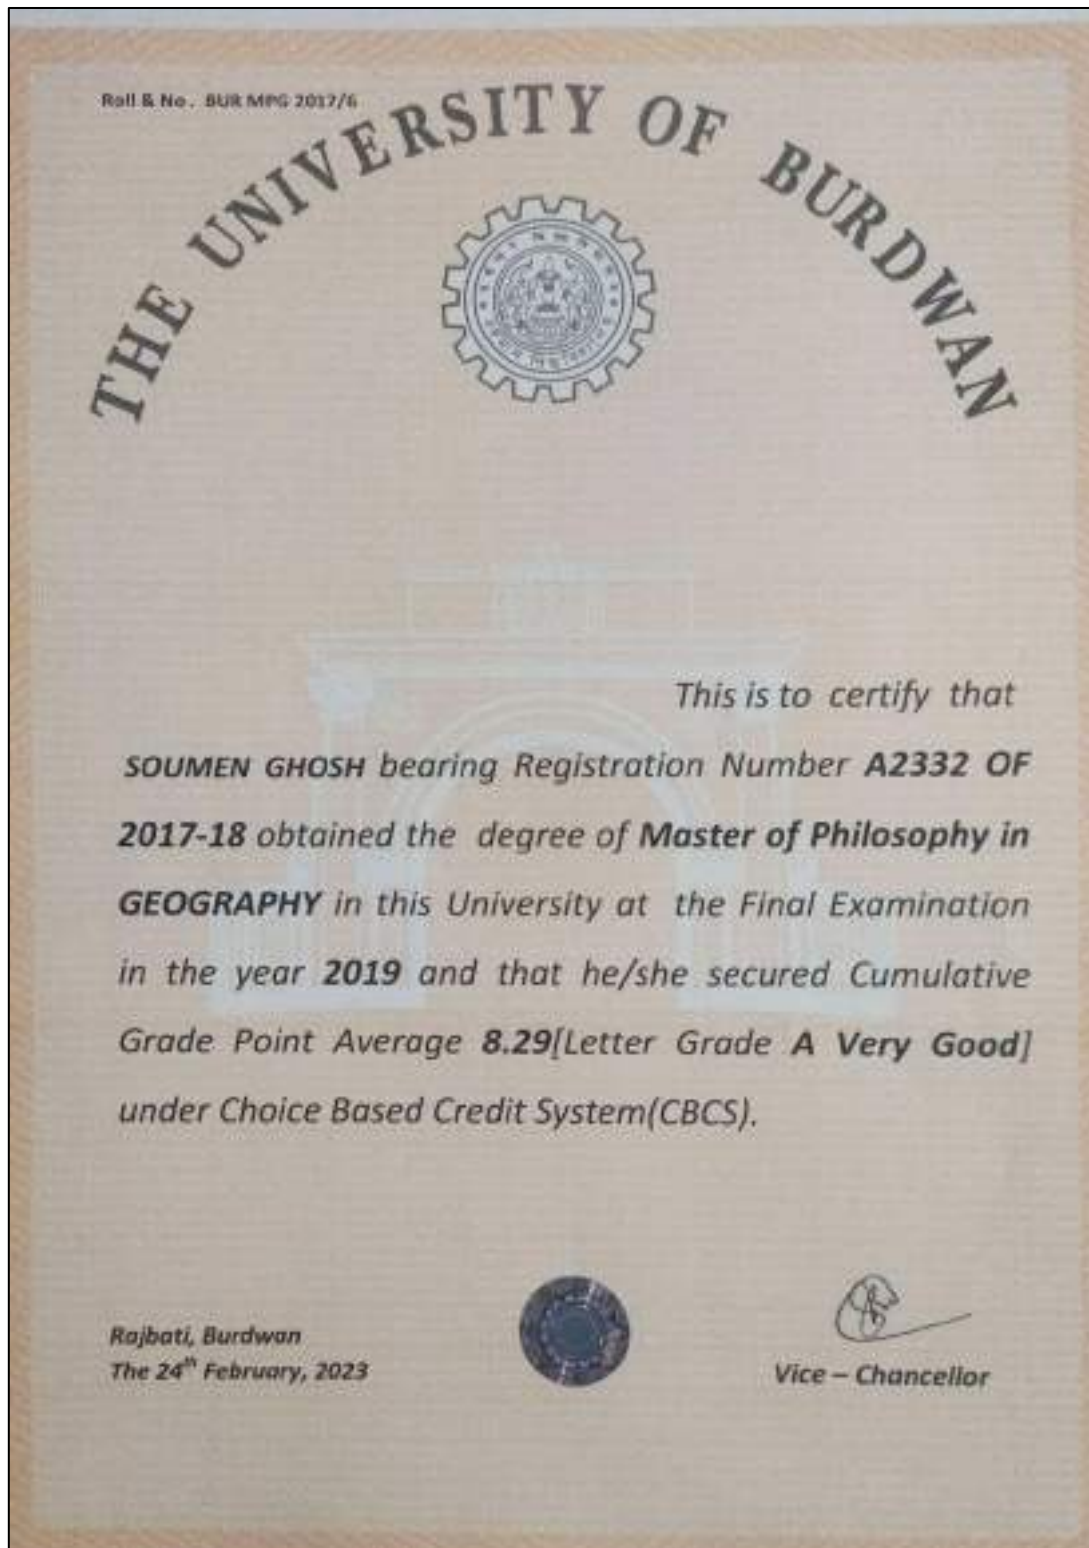 Roll & No. BUR MPG 2017/6
THE UNIVERSITY OF BURDWAN
This is to certify that
SOUMEN GHOSH bearing Registration Number A2332 OF
2017-18 obtained the degree of Master of Philosophy in
GEOGRAPHY in this University at the Final Examination
in the year 2019 and that he/she secured Cumulative
Grade Point Average 8.29[Letter Grade A Very Good]
under Choice Based Credit System(CBCS).
Rajbati, Burdwan
The 24th February, 2023
Vice – Chancellor